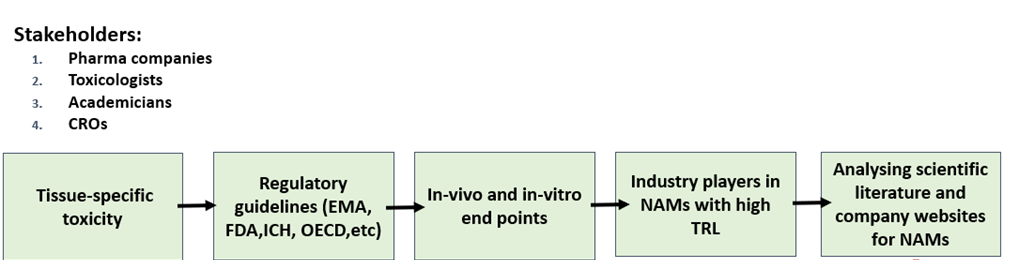 Stakeholders:
1. Pharma companies
2. Toxicologists
3. Academicians
4. CROs
Tissue-specific
toxicity
Regulatory
guidelines (EMA,
FDA,ICH, OECD,etc)
In-vivo and in-vitro
end points
Industry players in
NAMs with high
TRL
Analysing scientific
literature and
company websites
for NAMs